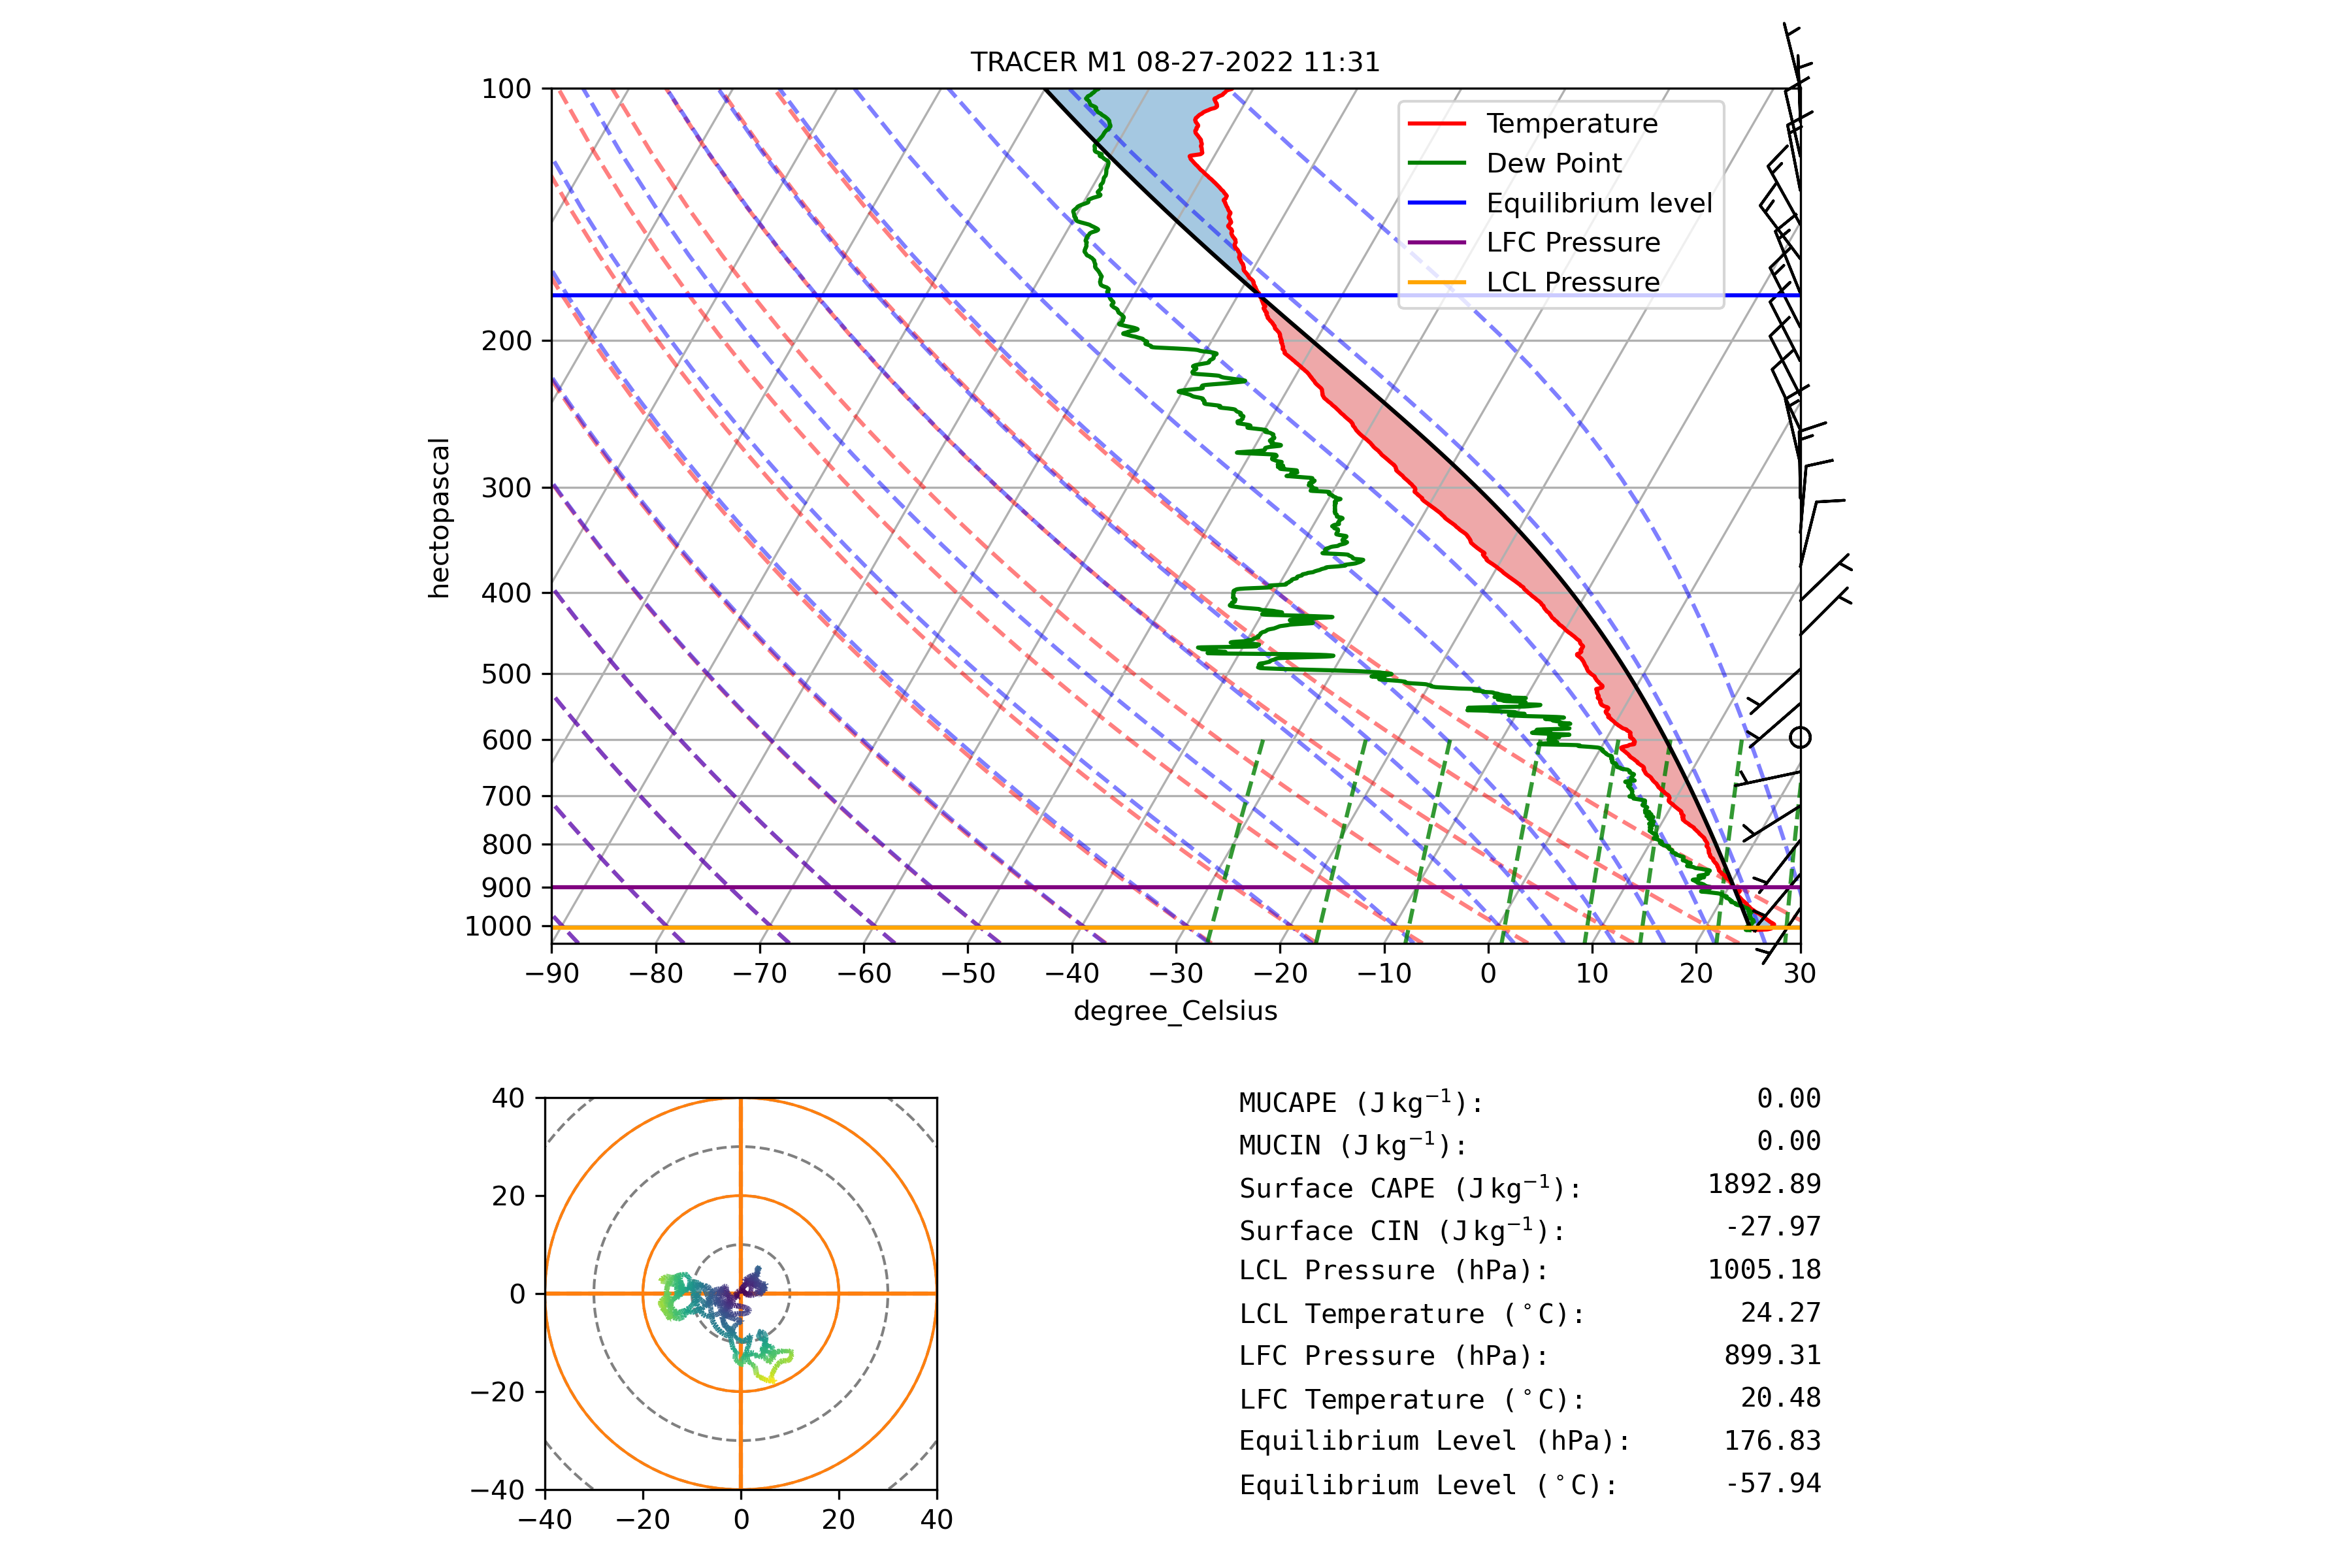 TRACER M1 08-27-2022 11:31
100
200
300
400
500
600
700
800
900
1000
hectopascal
Temperature
Dew Point
Equilibrium level
LFC Pressure
LCL Pressure
−90 −80 −70 −60 −50 −40 −30 −20 −10 0 10 20 30
degree_Celsius
40
20
0
−20
−40
−40 −20 0 20 40
MUCAPE (J kg⁻¹): 0.00
MUCIN (J kg⁻¹): 0.00
Surface CAPE (J kg⁻¹): 1892.89
Surface CIN (J kg⁻¹): -27.97
LCL Pressure (hPa): 1005.18
LCL Temperature (°C): 24.27
LFC Pressure (hPa): 899.31
LFC Temperature (°C): 20.48
Equilibrium Level (hPa): 176.83
Equilibrium Level (°C): -57.94